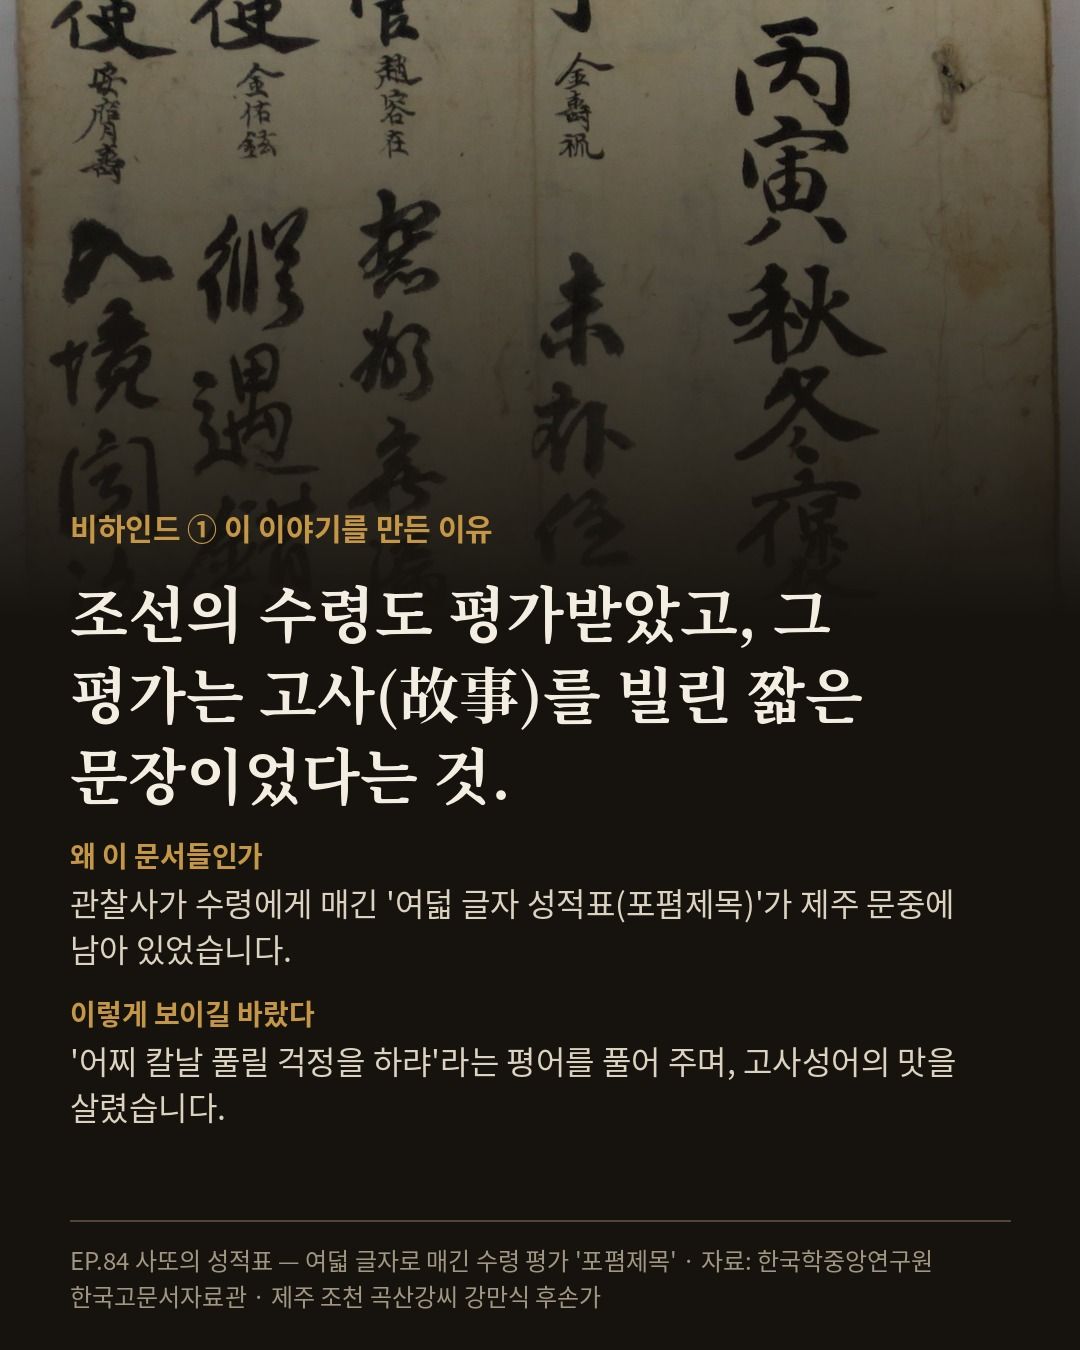 丙寅秋冬褒
金壽祝
未赴任
趙容在
金佑鉉
縱遇
安膺壽
入境
비하인드 ① 이 이야기를 만든 이유
조선의 수령도 평가받았고, 그
평가는 고사(故事)를 빌린 짧은
문장이었다는 것.
왜 이 문서들인가
관찰사가 수령에게 매긴 '여덟 글자 성적표(포폄제목)'가 제주 문중에
남아 있었습니다.
이렇게 보이길 바랐다
'어찌 칼날 풀릴 걱정을 하랴'라는 평어를 풀어 주며, 고사성어의 맛을
살렸습니다.
EP.84 사또의 성적표 — 여덟 글자로 매긴 수령 평가 '포폄제목' · 자료: 한국학중앙연구원
한국고문서자료관 · 제주 조천 곡산강씨 강만식 후손가